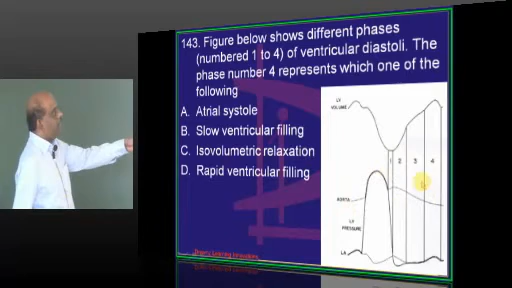 143. Figure below shows different phases
(numbered 1 to 4) of ventricular diastoli. The
phase number 4 represents which one of the
following
A. Atrial systole
B. Slow ventricular filling
C. Isovolumetric relaxation
D. Rapid ventricular filling
LV
VOLUME
1 2 3 4
AORTA
LV
PRESSURE
LA